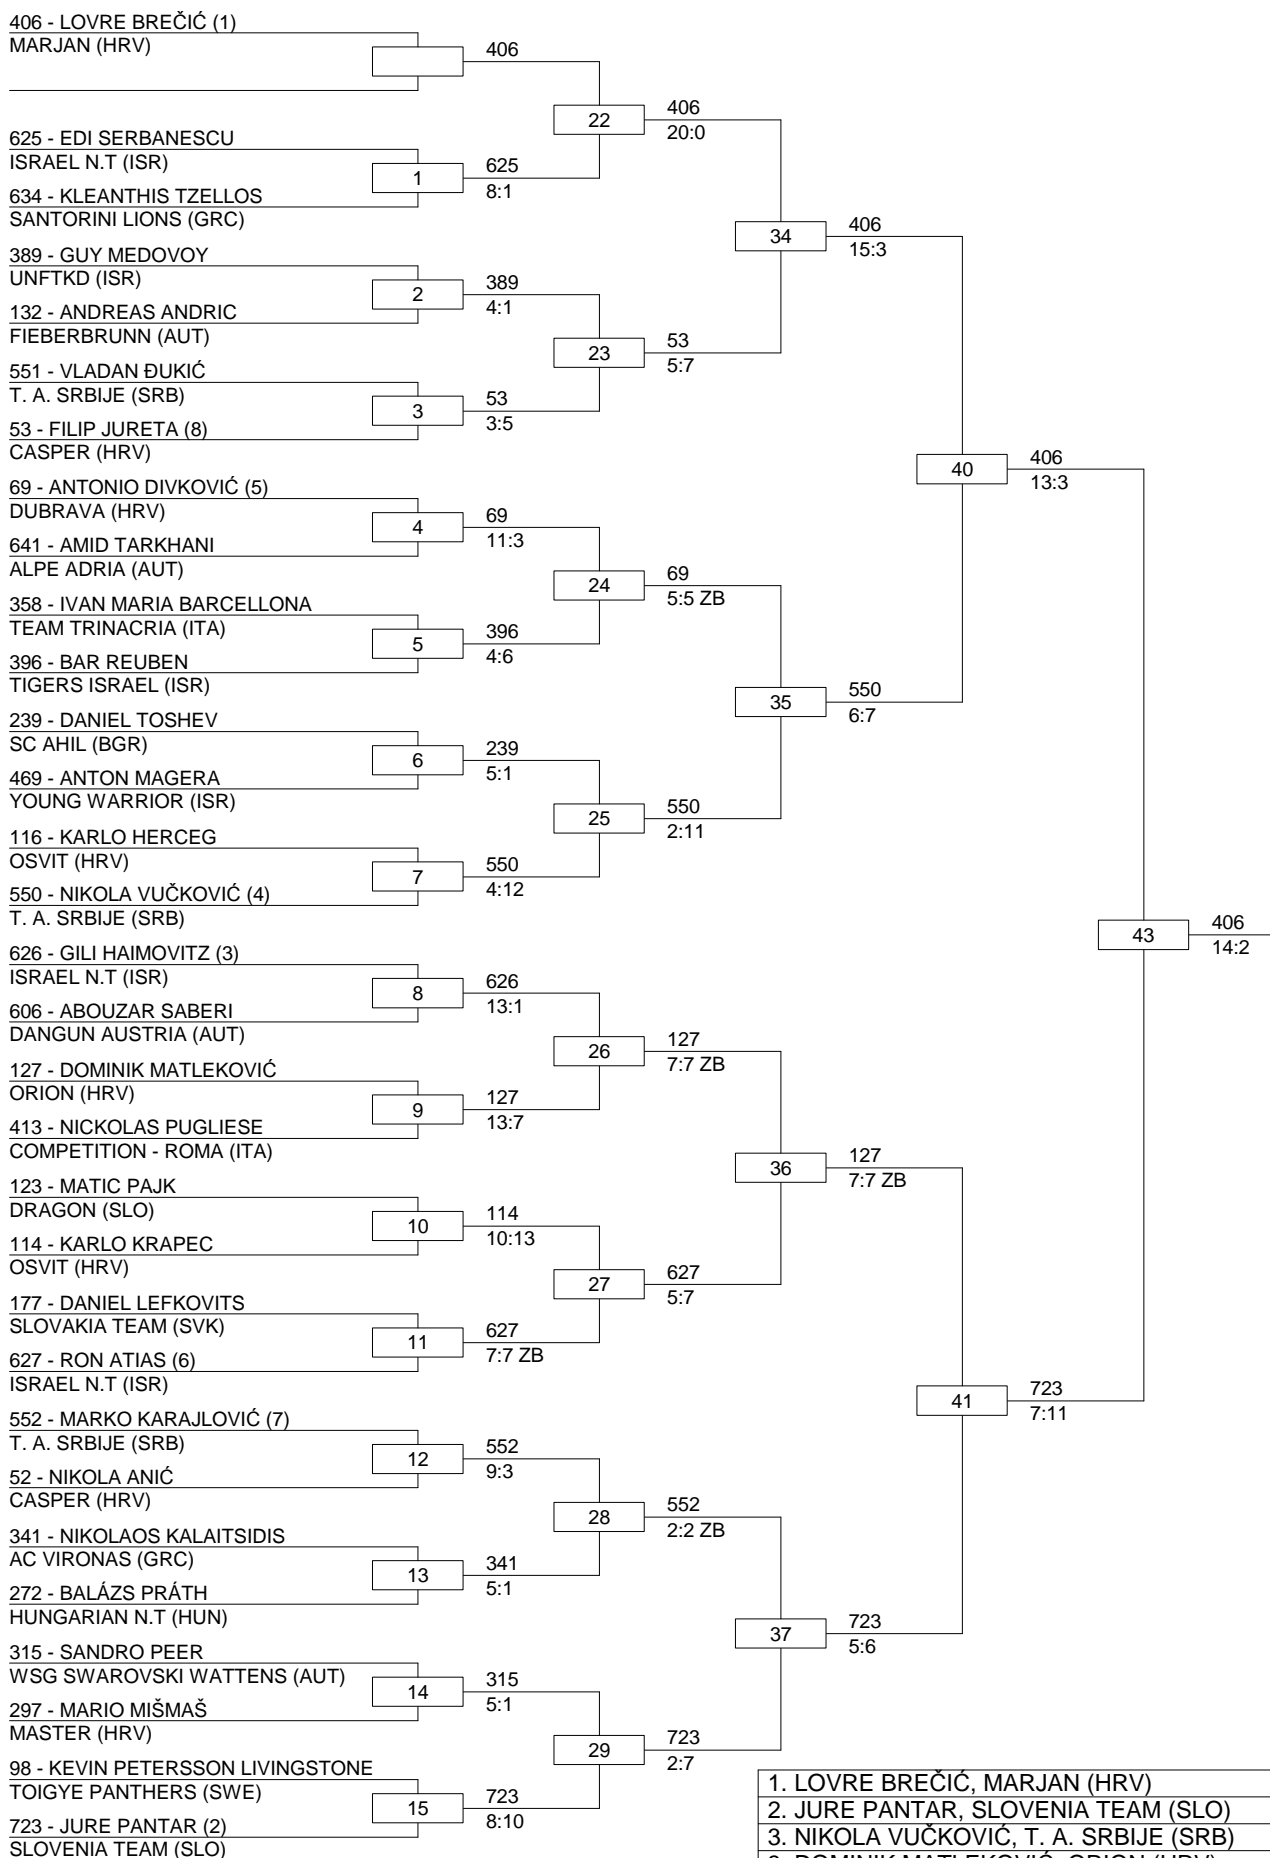 406 - LOVRE BREČIĆ (1)
MARJAN (HRV)
625 - EDI SERBANESCU
ISRAEL N.T (ISR)
634 - KLEANTHIS TZELLOS
SANTORINI LIONS (GRC)
389 - GUY MEDOVOY
UNFTKD (ISR)
132 - ANDREAS ANDRIC
FIEBERBRUNN (AUT)
551 - VLADAN ĐUKIĆ
T. A. SRBIJE (SRB)
53 - FILIP JURETA (8)
CASPER (HRV)
69 - ANTONIO DIVKOVIĆ (5)
DUBRAVA (HRV)
641 - AMID TARKHANI
ALPE ADRIA (AUT)
358 - IVAN MARIA BARCELLONA
TEAM TRINACRIA (ITA)
396 - BAR REUBEN
TIGERS ISRAEL (ISR)
239 - DANIEL TOSHEV
SC AHIL (BGR)
469 - ANTON MAGERA
YOUNG WARRIOR (ISR)
116 - KARLO HERCEG
OSVIT (HRV)
550 - NIKOLA VUČKOVIĆ (4)
T. A. SRBIJE (SRB)
626 - GILI HAIMOVITZ (3)
ISRAEL N.T (ISR)
606 - ABOUZAR SABERI
DANGUN AUSTRIA (AUT)
127 - DOMINIK MATLEKOVIĆ
ORION (HRV)
413 - NICKOLAS PUGLIESE
COMPETITION - ROMA (ITA)
123 - MATIC PAJK
DRAGON (SLO)
114 - KARLO KRAPEC
OSVIT (HRV)
177 - DANIEL LEFKOVITS
SLOVAKIA TEAM (SVK)
627 - RON ATIAS (6)
ISRAEL N.T (ISR)
552 - MARKO KARAJLOVIĆ (7)
T. A. SRBIJE (SRB)
52 - NIKOLA ANIĆ
CASPER (HRV)
341 - NIKOLAOS KALAITSIDIS
AC VIRONAS (GRC)
272 - BALÁZS PRÁTH
HUNGARIAN N.T (HUN)
315 - SANDRO PEER
WSG SWAROVSKI WATTENS (AUT)
297 - MARIO MIŠMAŠ
MASTER (HRV)
98 - KEVIN PETERSSON LIVINGSTONE
TOIGYE PANTHERS (SWE)
723 - JURE PANTAR (2)
SLOVENIA TEAM (SLO)
406
1
625
8:1
2
389
4:1
3
53
3:5
4
69
11:3
5
396
4:6
6
239
5:1
7
550
4:12
8
626
13:1
9
127
13:7
10
114
10:13
11
627
7:7 ZB
12
552
9:3
13
341
5:1
14
315
5:1
15
723
8:10
22
406
20:0
23
53
5:7
24
69
5:5 ZB
25
550
2:11
26
127
7:7 ZB
27
627
5:7
28
552
2:2 ZB
29
723
2:7
34
406
15:3
35
550
6:7
36
127
7:7 ZB
37
723
5:6
40
406
13:3
41
723
7:11
43
406
14:2
1. LOVRE BREČIĆ, MARJAN (HRV)
2. JURE PANTAR, SLOVENIA TEAM (SLO)
3. NIKOLA VUČKOVIĆ, T. A. SRBIJE (SRB)
3. DOMINIK MATLEKOVIĆ, ORION (HRV)